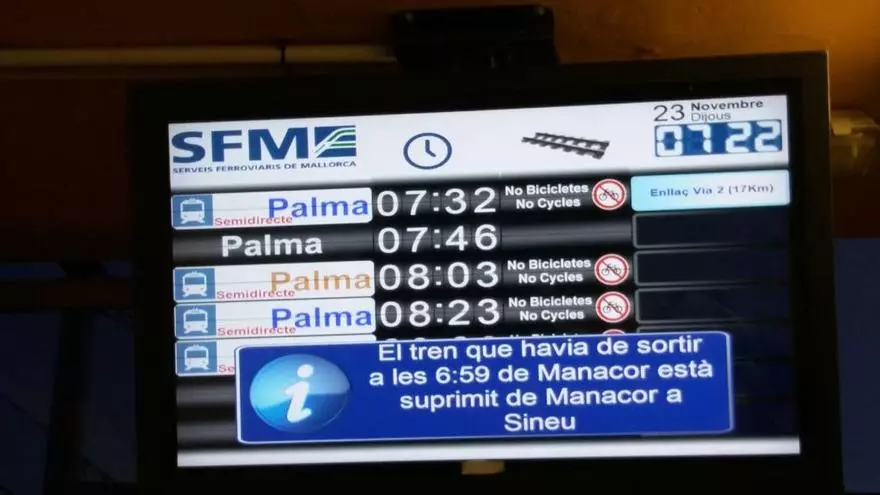 SFM
SERVEIS FERROVIARIS DE MALLORCA
23 Novembre
Dijous
07 22
Palma 07:32 No Bicicletes
Semidirecte No Cycles
Enllaç Via 2 (17Km)
Palma 07:46
Palma 08:03 No Bicicletes
Semidirecte No Cycles
Palma 08:23 No Bicicletes
Semidirecte No Cycles
El tren que havia de sortir
a les 6:59 de Manacor està
suprimit de Manacor a
Sineu